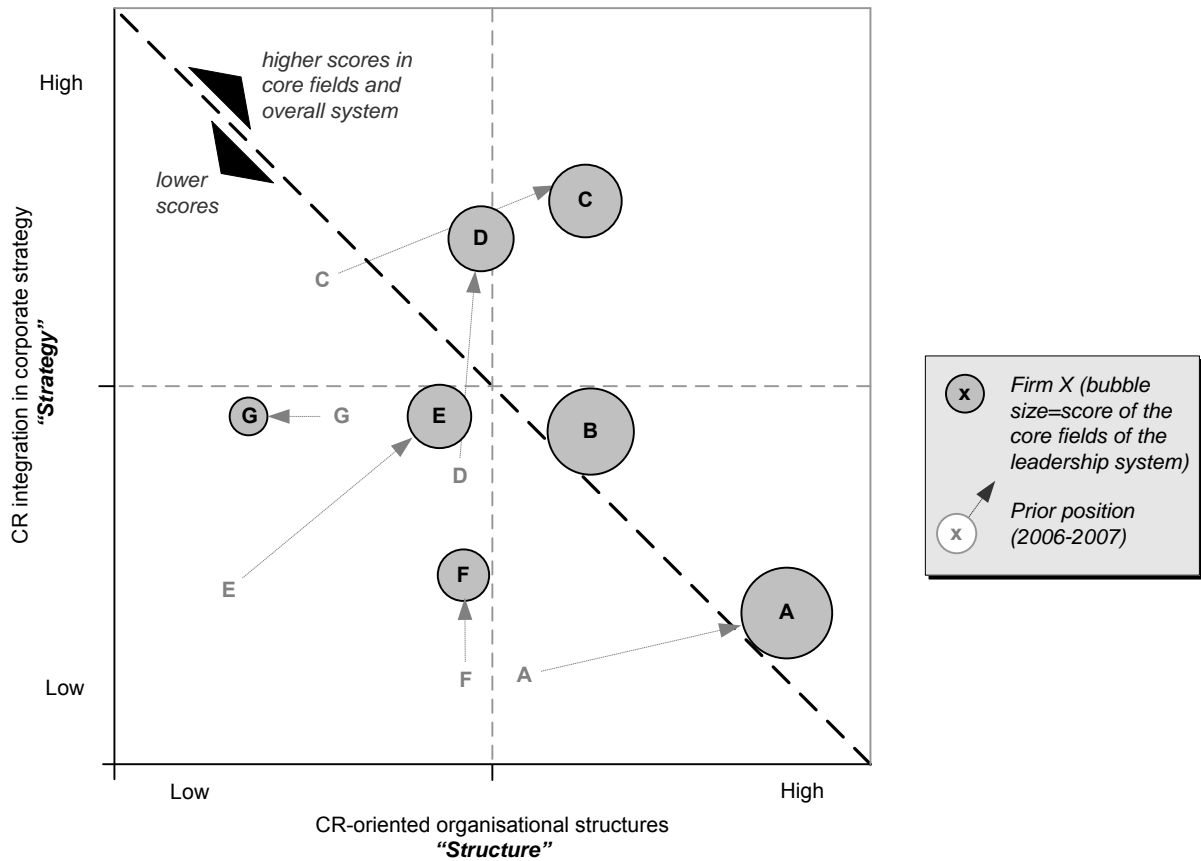 High
higher scores in
core fields and
overall system
lower
scores
C
D
C
G
G
E
B
D
E
F
A
F
A
Low
Low
High
CR integration in corporate strategy
“Strategy”
CR-oriented organisational structures
“Structure”
x
Firm X (bubble
size=score of the
core fields of the
leadership system)
x
Prior position
(2006-2007)